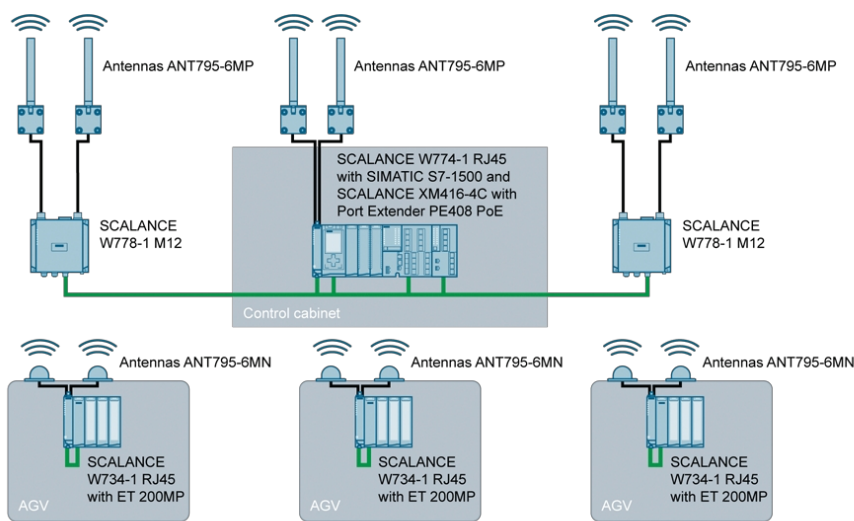 Antennas ANT795-6MP
Antennas ANT795-6MP
Antennas ANT795-6MP
SCALANCE W774-1 RJ45
with SIMATIC S7-1500 and
SCALANCE XM416-4C with
Port Extender PE408 PoE
SCALANCE
W778-1 M12
SCALANCE
W778-1 M12
Control cabinet
Antennas ANT795-6MN
Antennas ANT795-6MN
Antennas ANT795-6MN
SCALANCE
W734-1 RJ45
with ET 200MP
AGV
SCALANCE
W734-1 RJ45
with ET 200MP
AGV
SCALANCE
W734-1 RJ45
with ET 200MP
AGV